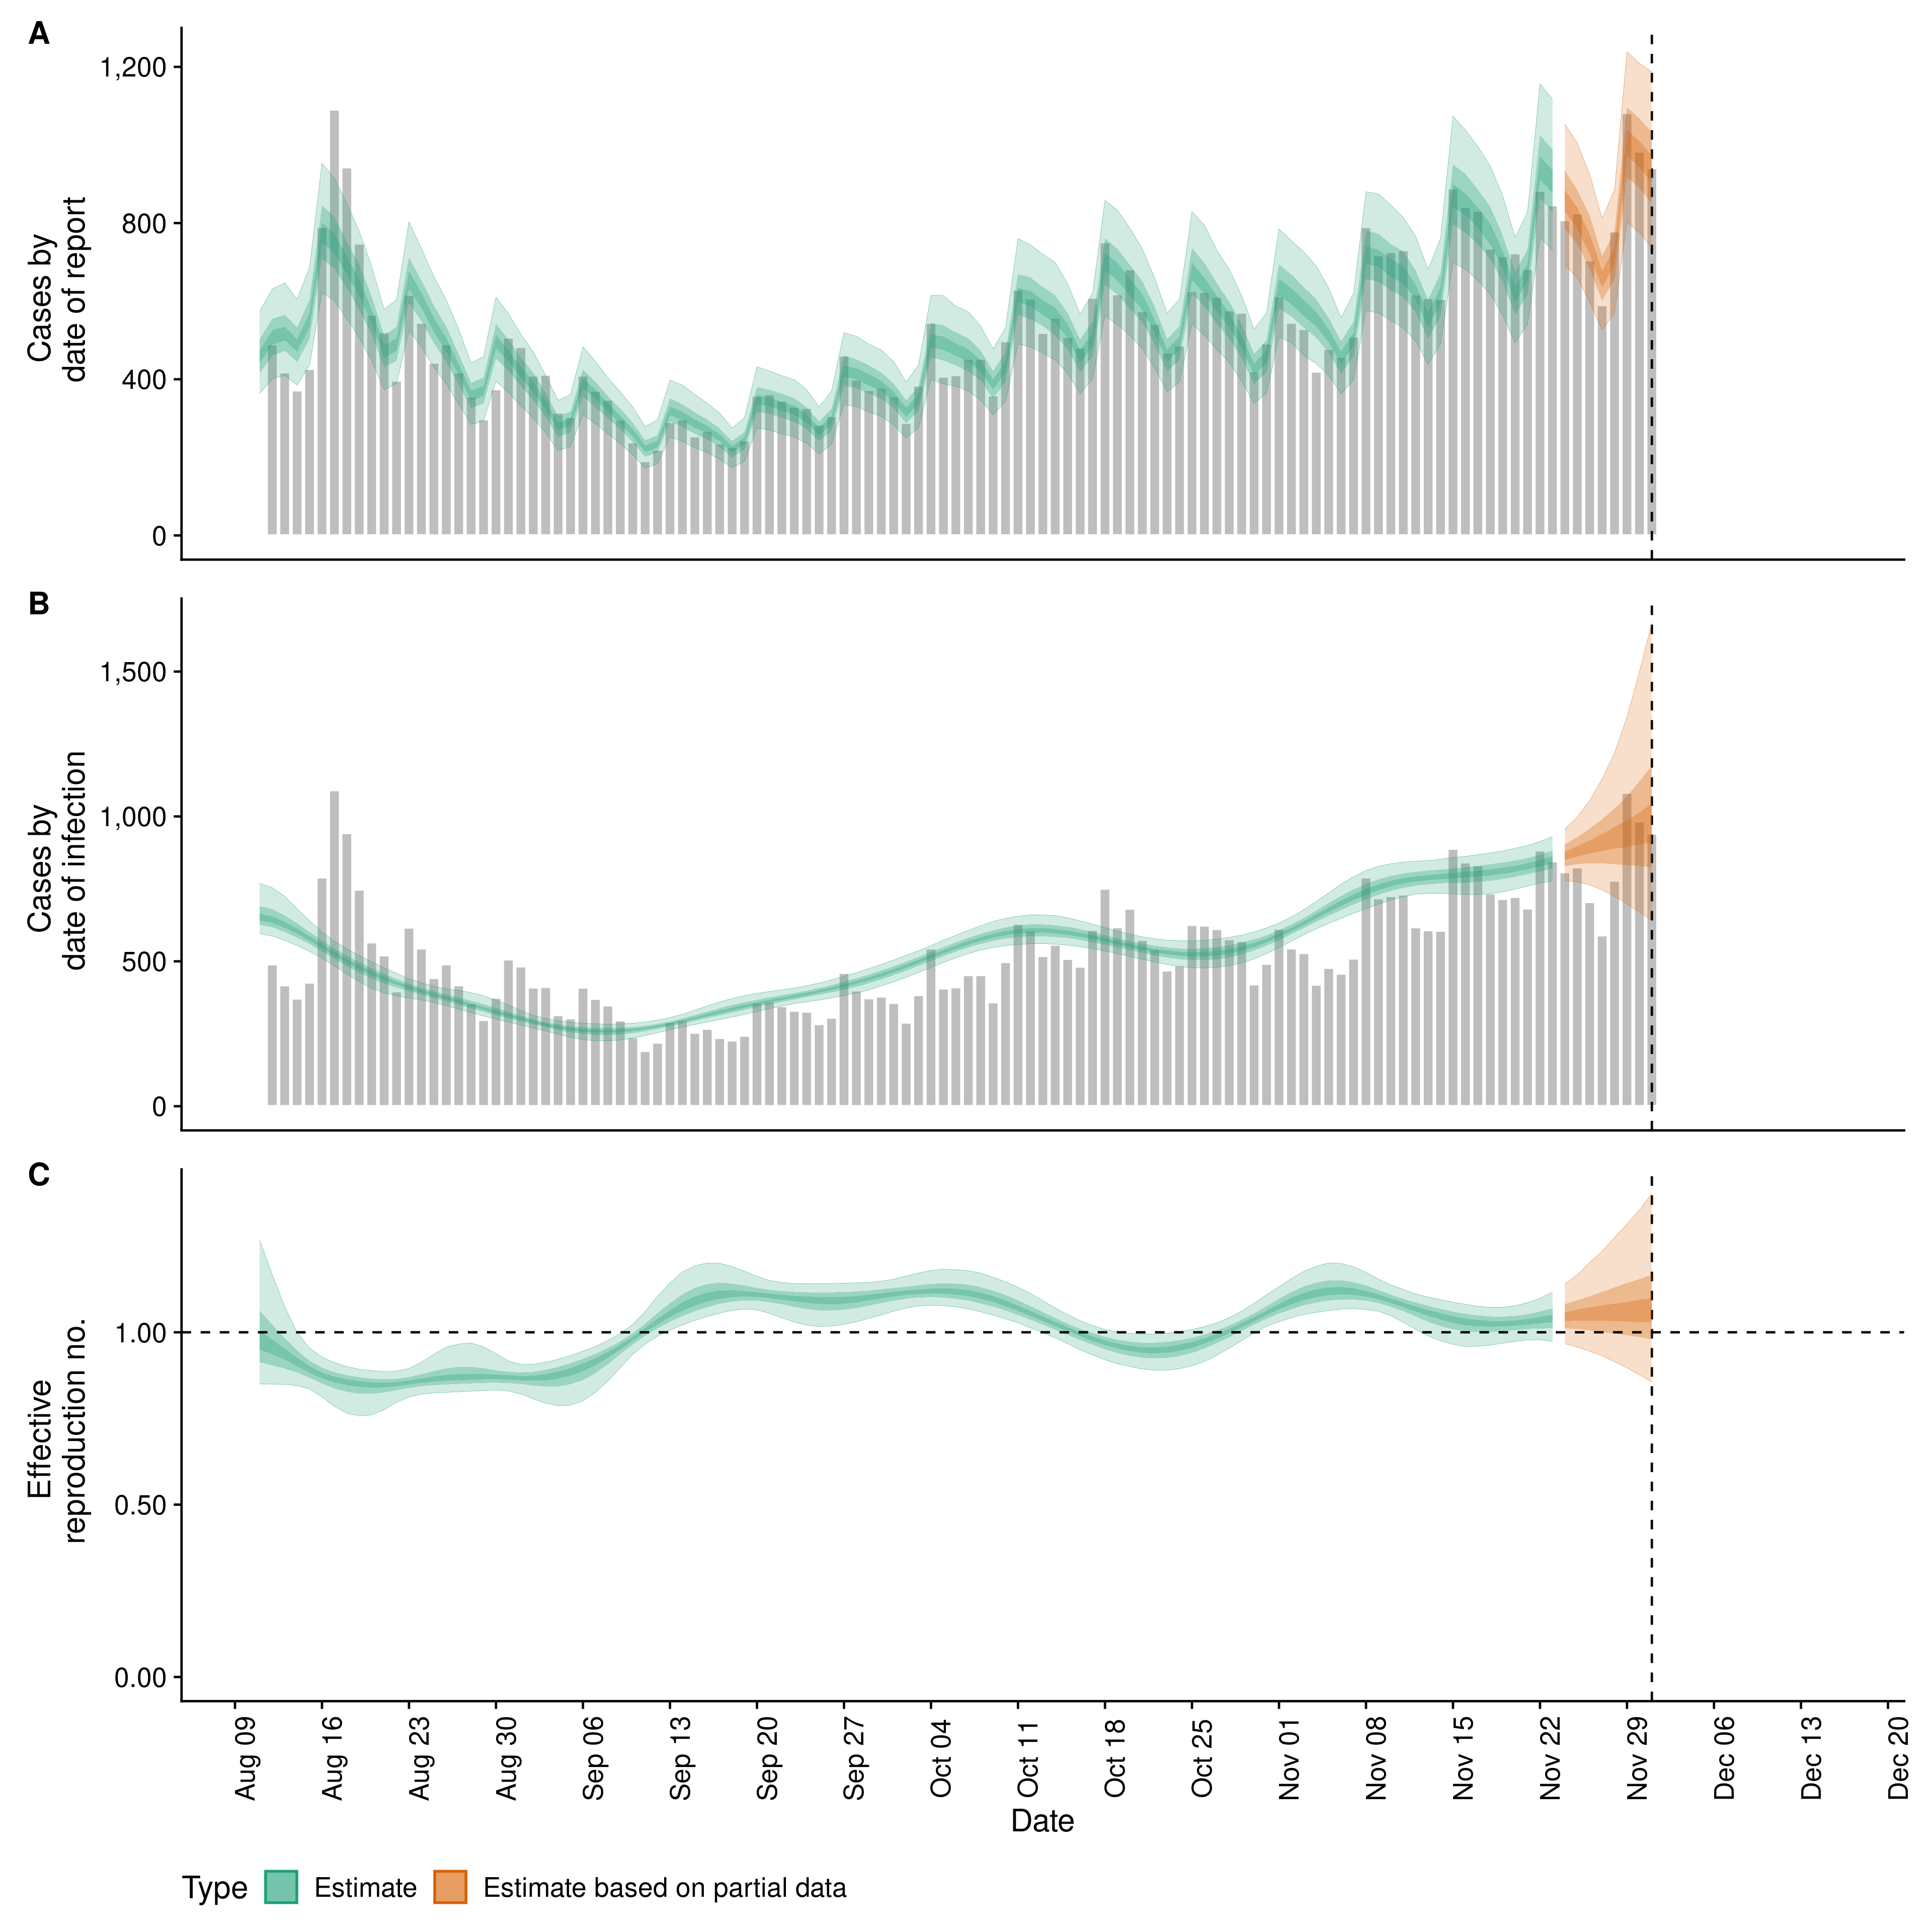 A
1,200
800
400
0
Cases by
date of report
B
1,500
1,000
500
0
Cases by
date of infection
C
1.00
0.50
0.00
Effective
reproduction no.
Aug 09
Aug 16
Aug 23
Aug 30
Sep 06
Sep 13
Sep 20
Sep 27
Oct 04
Oct 11
Oct 18
Oct 25
Nov 01
Nov 08
Nov 15
Nov 22
Nov 29
Dec 06
Dec 13
Dec 20
Date
Type Estimate Estimate based on partial data